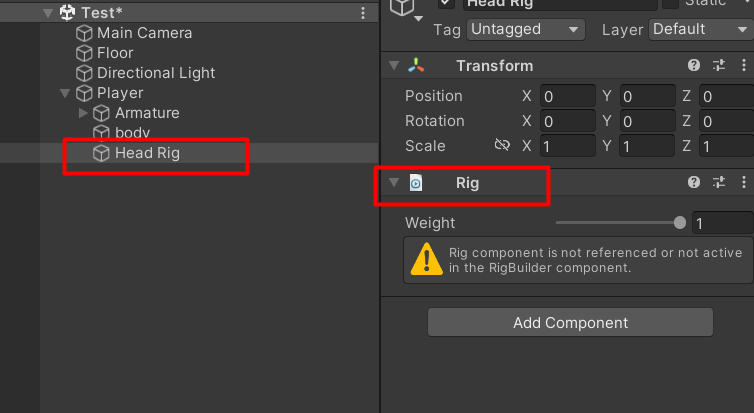 Test*
Main Camera
Floor
Directional Light
Player
Armature
body
Head Rig
Head Rig
Static
Tag Untagged Layer Default
Transform
Position X 0 Y 0 Z 0
Rotation X 0 Y 0 Z 0
Scale X 1 Y 1 Z 1
Rig
Weight 1
Rig component is not referenced or not active
in the RigBuilder component.
Add Component